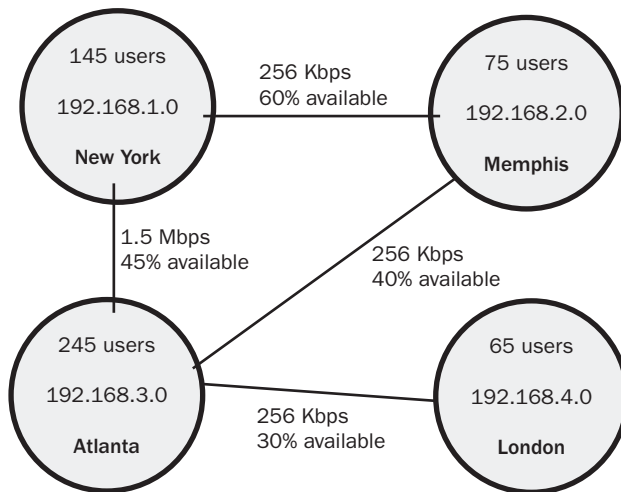 145 users
192.168.1.0
New York
256 Kbps
60% available
75 users
192.168.2.0
Memphis
1.5 Mbps
45% available
256 Kbps
40% available
245 users
192.168.3.0
Atlanta
256 Kbps
30% available
65 users
192.168.4.0
London